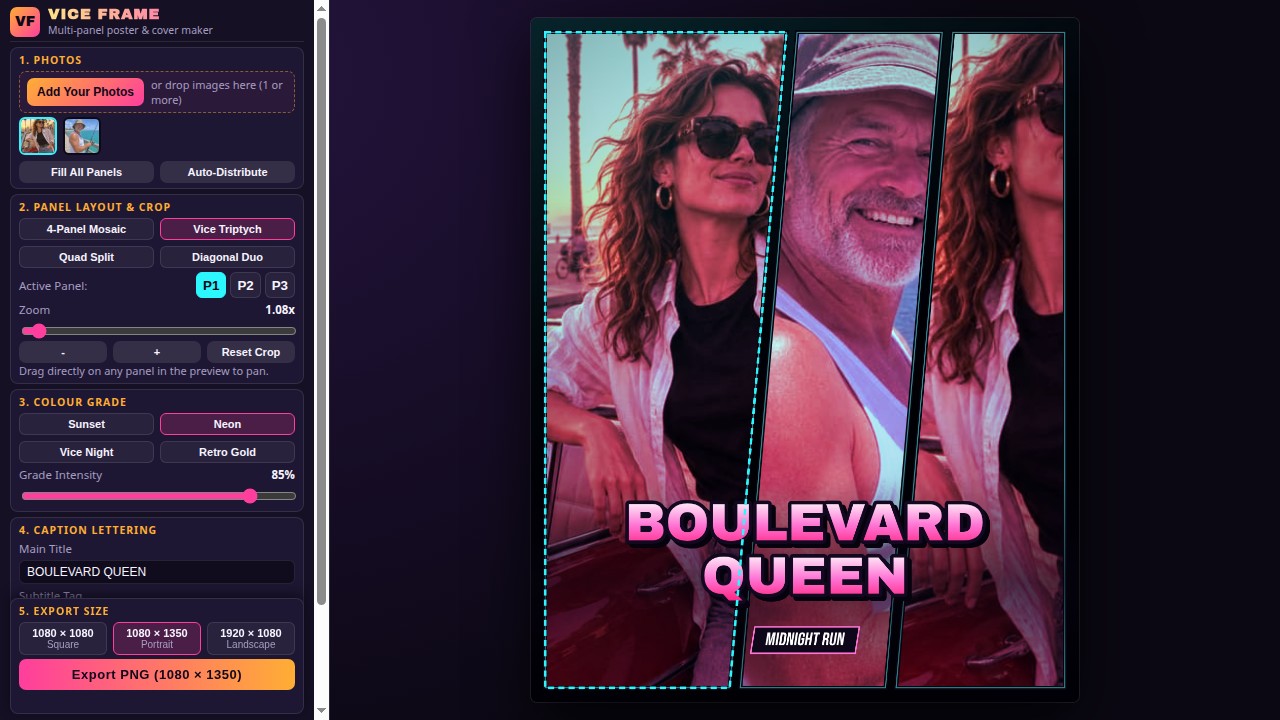 VF
VICE FRAME
Multi-panel poster & cover maker
1. PHOTOS
Add Your Photos
or drop images here (1 or
more)
Fill All Panels
Auto-Distribute
2. PANEL LAYOUT & CROP
4-Panel Mosaic
Vice Triptych
Quad Split
Diagonal Duo
Active Panel:
P1
P2
P3
Zoom
1.08x
-
+
Reset Crop
Drag directly on any panel in the preview to pan.
3. COLOUR GRADE
Sunset
Neon
Vice Night
Retro Gold
Grade Intensity
85%
4. CAPTION LETTERING
Main Title
BOULEVARD QUEEN
Subtitle Tag
5. EXPORT SIZE
1080 × 1080
Square
1080 × 1350
Portrait
1920 × 1080
Landscape
Export PNG (1080 × 1350)
BOULEVARD
QUEEN
MIDNIGHT RUN